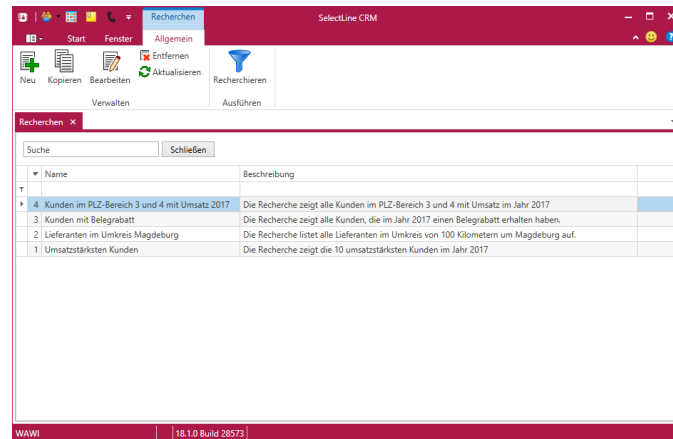 Recherchen
SelectLine CRM
Start
Fenster
Allgemein
Neu
Kopieren
Bearbeiten
Entfernen
Aktualisieren
Recherchieren
Verwalten
Ausführen
Recherchen
Suche
Schließen
Name
Beschreibung
4 Kunden im PLZ-Bereich 3 und 4 mit Umsatz 2017 Die Recherche zeigt alle Kunden im PLZ-Bereich 3 und 4 mit Umsatz im Jahr 2017
3 Kunden mit Belegrabatt Die Recherche zeigt alle Kunden, die im Jahr 2017 einen Belegrabatt erhalten haben.
2 Lieferanten im Umkreis Magdeburg Die Recherche listet alle Lieferanten im Umkreis von 100 Kilometern um Magdeburg auf.
1 Umsatzstärksten Kunden Die Recherche zeigt die 10 umsatzstärksten Kunden im Jahr 2017
WAWI
18.1.0 Build 28573